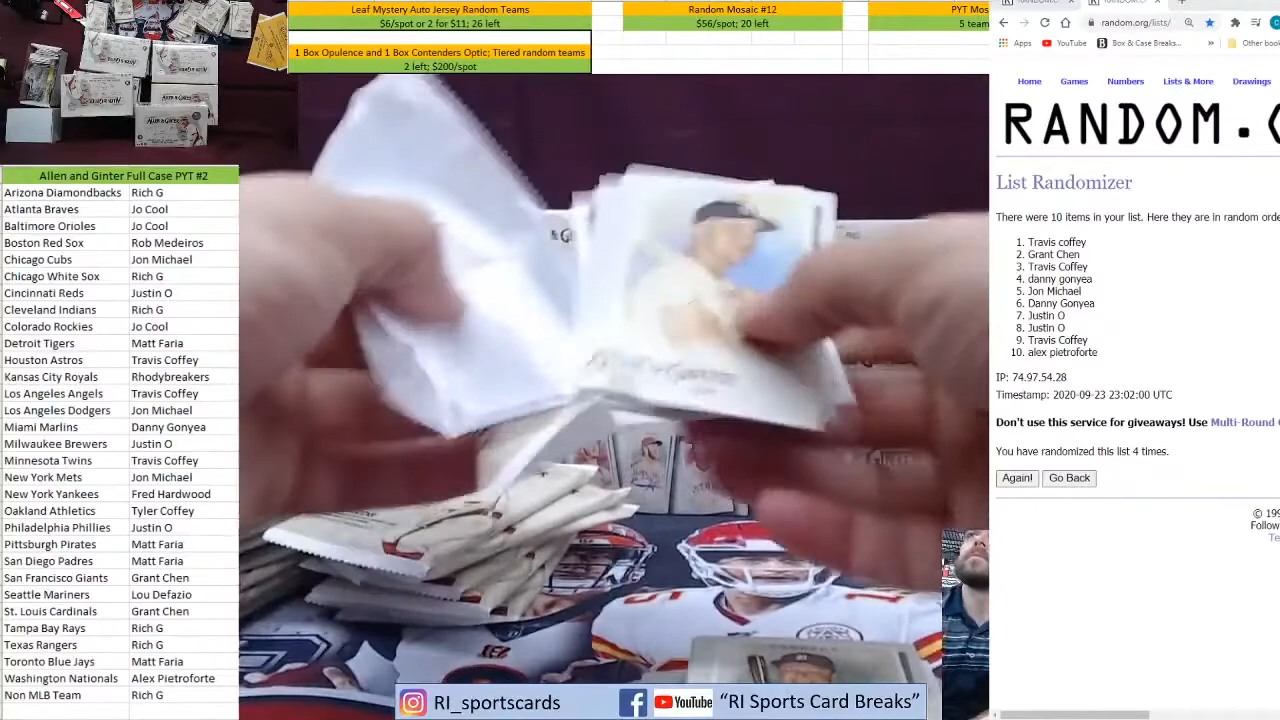 Leaf Mystery Auto Jersey Random Teams
$6/spot or 2 for $11; 26 left
1 Box Opulence and 1 Box Contenders Optic; Tiered random teams
2 left; $200/spot
Random Mosaic #12
$56/spot; 20 left
PYT Mos
5 team
Allen and Ginter Full Case PYT #2
Arizona Diamondbacks Rich G
Atlanta Braves Jo Cool
Baltimore Orioles Jo Cool
Boston Red Sox Rob Medeiros
Chicago Cubs Jon Michael
Chicago White Sox Rich G
Cincinnati Reds Justin O
Cleveland Indians Rich G
Colorado Rockies Jo Cool
Detroit Tigers Matt Faria
Houston Astros Travis Coffey
Kansas City Royals Rhodybreakers
Los Angeles Angels Travis Coffey
Los Angeles Dodgers Jon Michael
Miami Marlins Danny Gonyea
Milwaukee Brewers Justin O
Minnesota Twins Travis Coffey
New York Mets Jon Michael
New York Yankees Fred Hardwood
Oakland Athletics Tyler Coffey
Philadelphia Phillies Justin O
Pittsburgh Pirates Matt Faria
San Diego Padres Matt Faria
San Francisco Giants Grant Chen
Seattle Mariners Lou Defazio
St. Louis Cardinals Grant Chen
Tampa Bay Rays Rich G
Texas Rangers Rich G
Toronto Blue Jays Matt Faria
Washington Nationals Alex Pietroforte
Non MLB Team Rich G
RI_sportscards
YouTube "RI Sports Card Breaks"
random.org/lists/
Apps YouTube Box & Case Breaks... Other book
Home Games Numbers Lists & More Drawings
RANDOM.
List Randomizer
There were 10 items in your list. Here they are in random ord
1. Travis coffey
2. Grant Chen
3. Travis Coffey
4. danny gonyea
5. Jon Michael
6. Danny Gonyea
7. Justin O
8. Justin O
9. Travis Coffey
10. alex pietroforte
IP: 74.97.54.28
Timestamp: 2020-09-23 23:02:00 UTC
Don't use this service for giveaways! Use Multi-Round
You have randomized this list 4 times.
Again! Go Back
© 199
Follow
Te